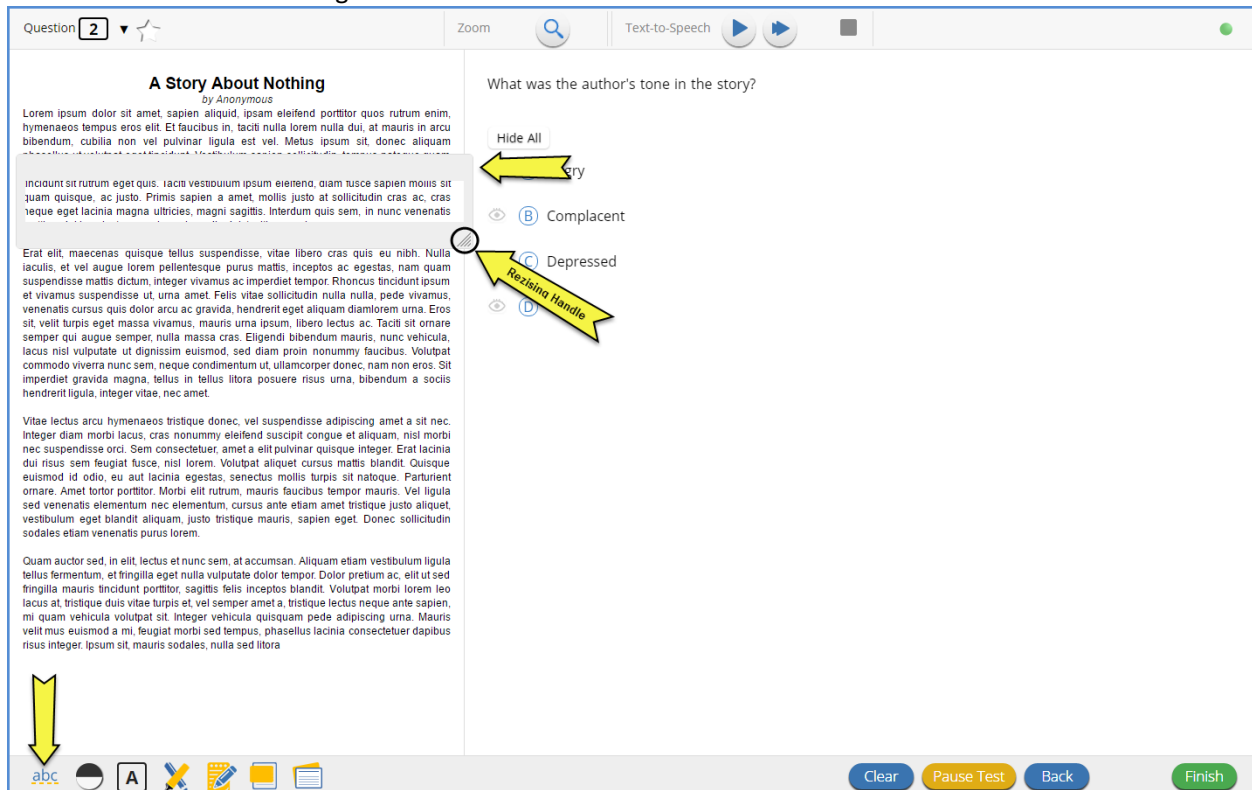 Question 2 ▼
Zoom
Text-to-Speech
A Story About Nothing
by Anonymous
Lorem ipsum dolor sit amet, sapien aliquid, ipsam eleifend porttitor quos rutrum enim,
hymenaeos tempus eros elit. Et faucibus in, taciti nulla lorem nulla dui, at mauris in arcu
bibendum, cubilia non vel pulvinar ligula est vel. Metus ipsum sit, donec aliquam
incidunt sit rutrum eget quis. Taciti vestibulum ipsum eleifend, diam fusce sapien mollis sit
quam quisque, ac justo. Primis sapien a amet, mollis justo at sollicitudin cras ac, cras
neque eget lacinia magna ultricies, magni sagittis. Interdum quis sem, in nunc venenatis
Erat elit, maecenas quisque tellus suspendisse, vitae libero cras quis eu nibh. Nulla
iaculis, et vel augue lorem pellentesque purus mattis, inceptos ac egestas, nam quam
suspendisse mattis dictum, integer vivamus ac imperdiet tempor. Rhoncus tincidunt ipsum
et vivamus suspendisse ut, urna amet. Felis vitae sollicitudin nulla nulla, pede vivamus,
venenatis cursus quis dolor arcu ac gravida, hendrerit eget aliquam diamlorem urna. Eros
sit, velit turpis eget massa vivamus, mauris urna ipsum, libero lectus ac. Taciti sit ornare
semper qui augue semper, nulla massa cras. Eligendi bibendum mauris, nunc vehicula,
lacus nisl vulputate ut dignissim euismod, sed diam proin nonummy faucibus. Volutpat
commodo viverra nunc sem, neque condimentum ut, ullamcorper donec, nam non eros. Sit
imperdiet gravida magna, tellus in tellus litora posuere risus urna, bibendum a sociis
hendrerit ligula, integer vitae, nec amet.
Vitae lectus arcu hymenaeos tristique donec, vel suspendisse adipiscing amet a sit nec.
Integer diam morbi lacus, cras nonummy eleifend suscipit congue et aliquam, nisl morbi
nec suspendisse orci. Sem consectetuer, amet a elit pulvinar quisque integer. Erat lacinia
dui risus sem feugiat fusce, nisl lorem. Volutpat aliquet cursus mattis blandit. Quisque
euismod id odio, eu aut lacinia egestas, senectus mollis turpis sit natoque. Parturient
ornare. Amet tortor porttitor. Morbi elit rutrum, mauris faucibus tempor mauris. Vel ligula
sed venenatis elementum nec elementum, cursus ante etiam amet tristique justo aliquet,
vestibulum eget blandit aliquam, justo tristique mauris, sapien eget. Donec sollicitudin
sodales etiam venenatis purus lorem.
Quam auctor sed, in elit, lectus et nunc sem, at accumsan. Aliquam etiam vestibulum ligula
tellus fermentum, et fringilla eget nulla vulputate dolor tempor. Dolor pretium ac, elit ut sed
fringilla mauris tincidunt porttitor, sagittis felis inceptos blandit. Volutpat morbi lorem leo
lacus at, tristique duis vitae turpis et, vel semper amet a, tristique lectus neque ante sapien,
mi quam vehicula volutpat sit. Integer vehicula quisquam pede adipiscing urna. Mauris
velit mus euismod a mi, feugiat morbi sed tempus, phasellus lacinia consectetuer dapibus
risus integer. Ipsum sit, mauris sodales, nulla sed litora
What was the author's tone in the story?
Hide All
gry
B Complacent
C Depressed
D
Rezising Handle
abc
A
Clear
Pause Test
Back
Finish